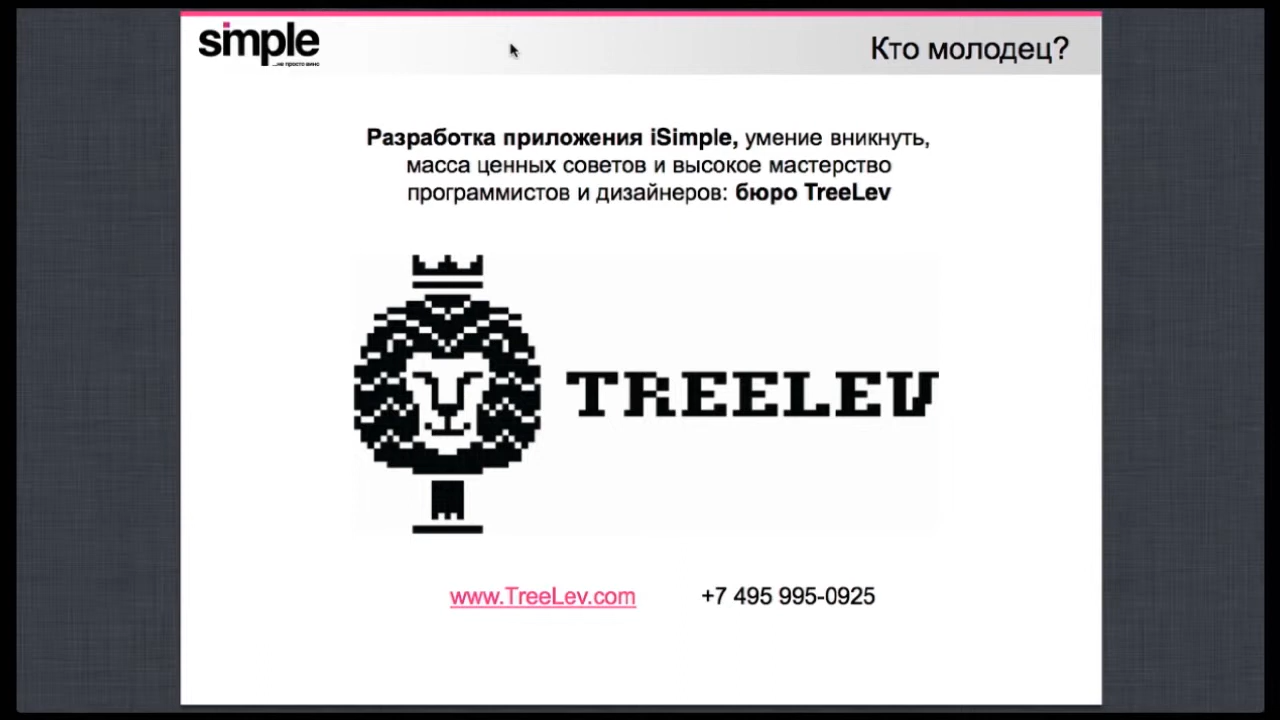 simple
...не просто вино
Кто молодец?
Разработка приложения iSimple, умение вникнуть,
масса ценных советов и высокое мастерство
программистов и дизайнеров: бюро TreeLev
TREELEV
www.TreeLev.com +7 495 995-0925